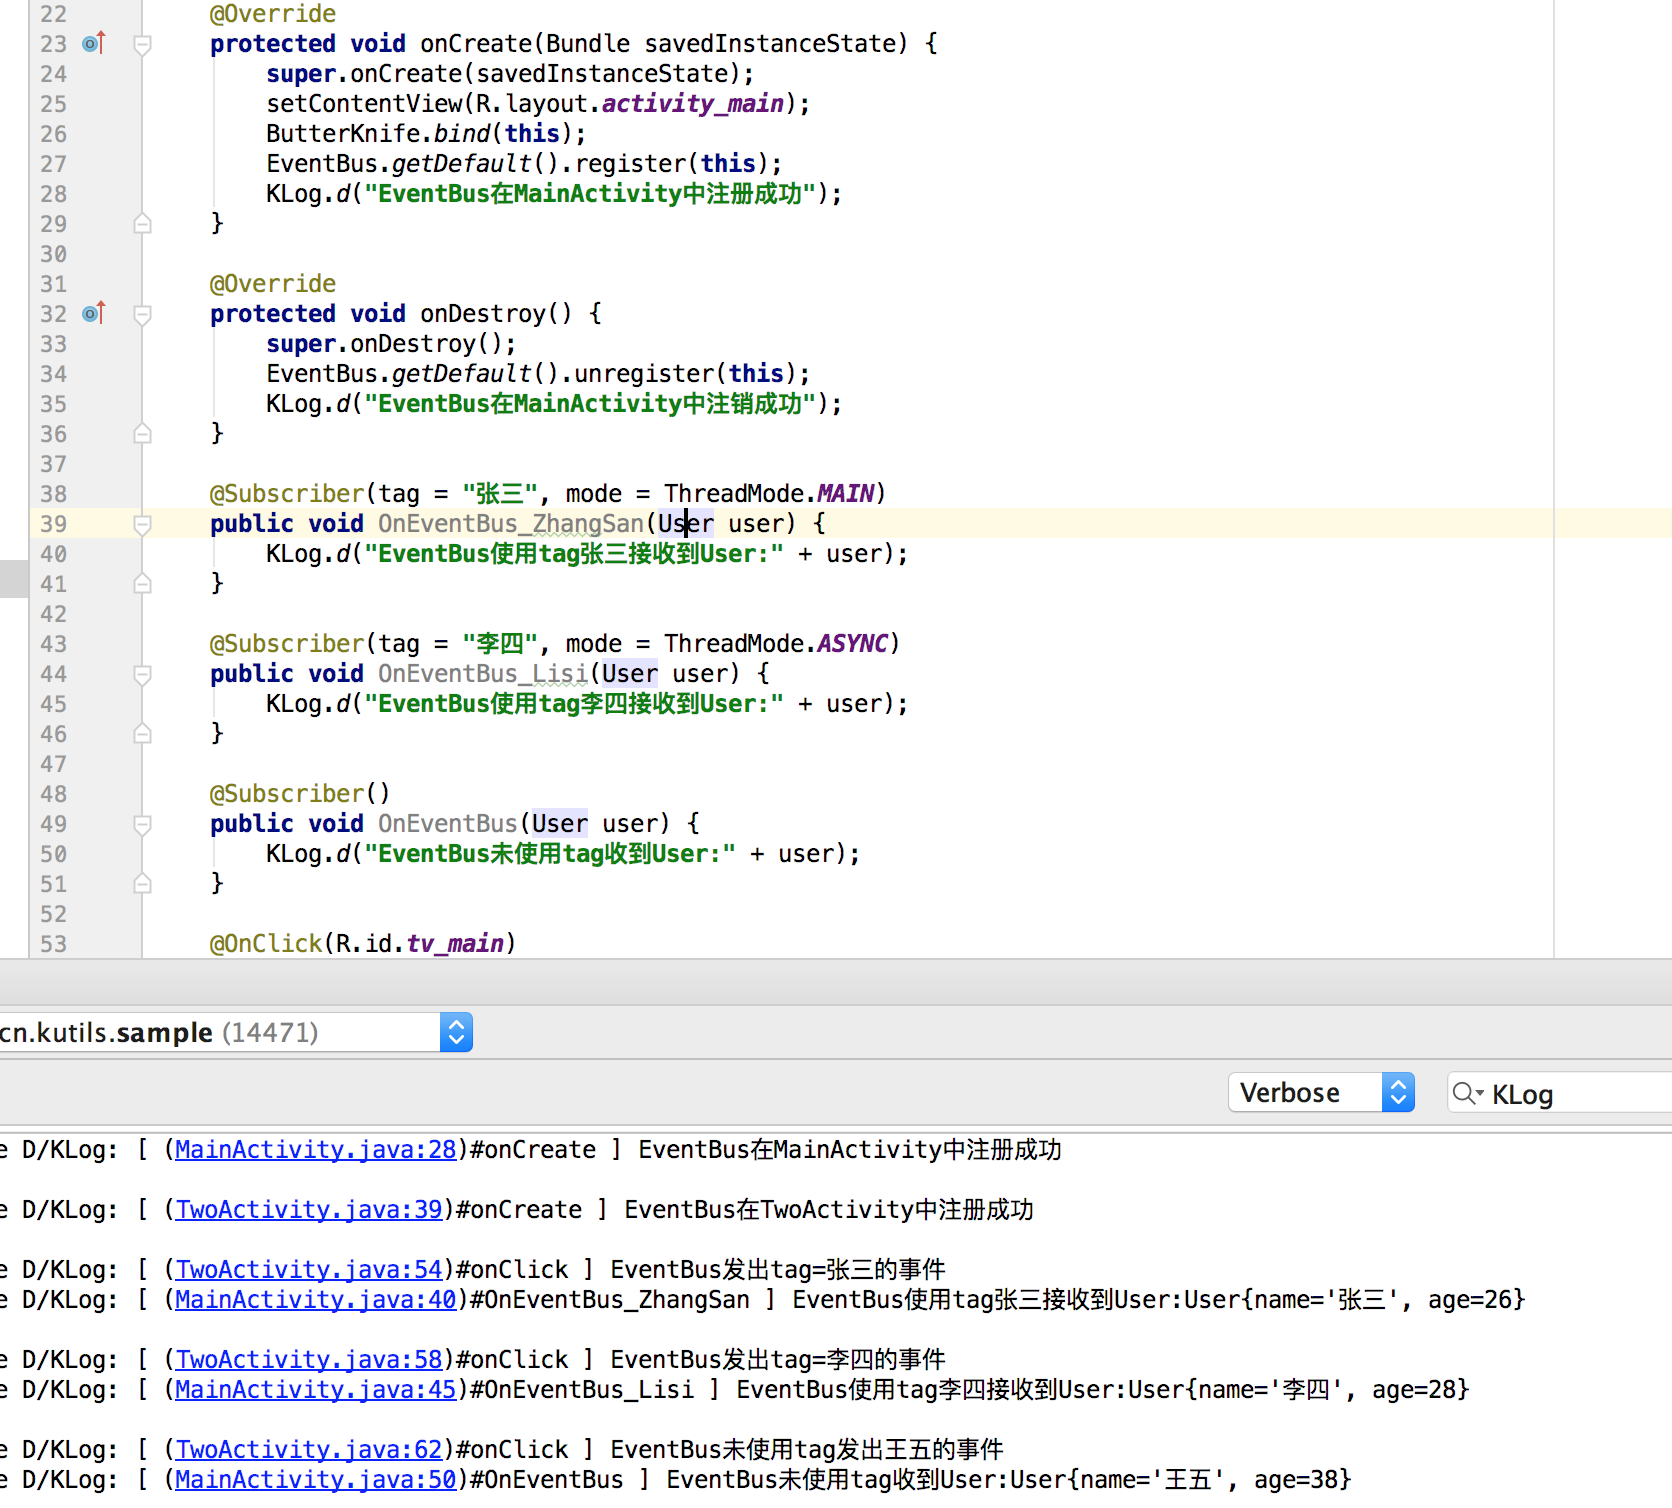 22 @Override
23 protected void onCreate(Bundle savedInstanceState) {
24 super.onCreate(savedInstanceState);
25 setContentView(R.layout.activity_main);
26 ButterKnife.bind(this);
27 EventBus.getDefault().register(this);
28 KLog.d("EventBus在MainActivity中注册成功");
29 }
30
31 @Override
32 protected void onDestroy() {
33 super.onDestroy();
34 EventBus.getDefault().unregister(this);
35 KLog.d("EventBus在MainActivity中注销成功");
36 }
37
38 @Subscriber(tag = "张三", mode = ThreadMode.MAIN)
39 public void OnEventBus_ZhangSan(User user) {
40 KLog.d("EventBus使用tag张三接收到User:" + user);
41 }
42
43 @Subscriber(tag = "李四", mode = ThreadMode.ASYNC)
44 public void OnEventBus_Lisi(User user) {
45 KLog.d("EventBus使用tag李四接收到User:" + user);
46 }
47
48 @Subscriber()
49 public void OnEventBus(User user) {
50 KLog.d("EventBus未使用tag收到User:" + user);
51 }
52
53 @OnClick(R.id.tv_main)
cn.kutils.sample (14471)
Verbose KLog
e D/KLog: [ (MainActivity.java:28)#onCreate ] EventBus在MainActivity中注册成功
e D/KLog: [ (TwoActivity.java:39)#onCreate ] EventBus在TwoActivity中注册成功
e D/KLog: [ (TwoActivity.java:54)#onClick ] EventBus发出tag=张三的事件
e D/KLog: [ (MainActivity.java:40)#OnEventBus_ZhangSan ] EventBus使用tag张三接收到User:User{name='张三', age=26}
e D/KLog: [ (TwoActivity.java:58)#onClick ] EventBus发出tag=李四的事件
e D/KLog: [ (MainActivity.java:45)#OnEventBus_Lisi ] EventBus使用tag李四接收到User:User{name='李四', age=28}
e D/KLog: [ (TwoActivity.java:62)#onClick ] EventBus未使用tag发出王五的事件
e D/KLog: [ (MainActivity.java:50)#OnEventBus ] EventBus未使用tag收到User:User{name='王五', age=38}